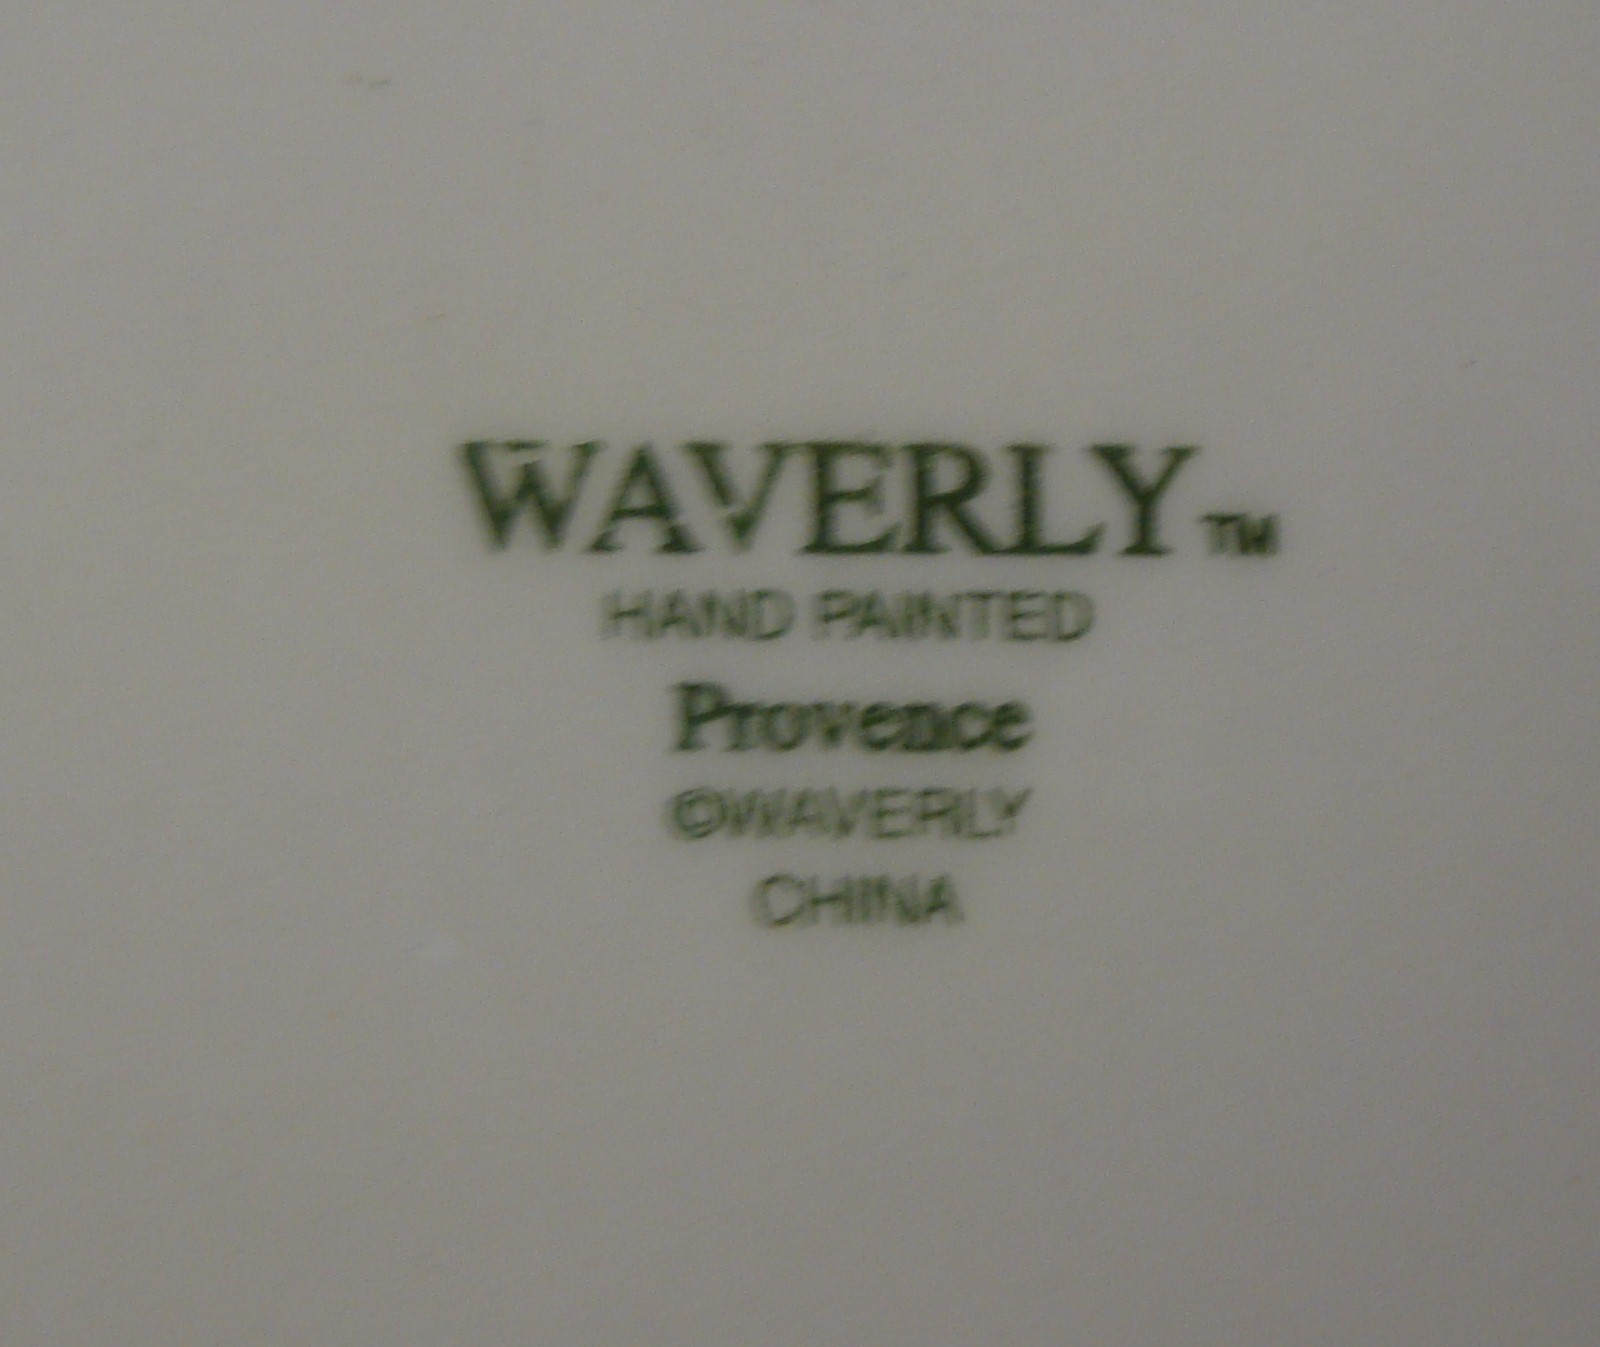 WAVERLY™
HAND PAINTED
Provence
©WAVERLY
CHINA